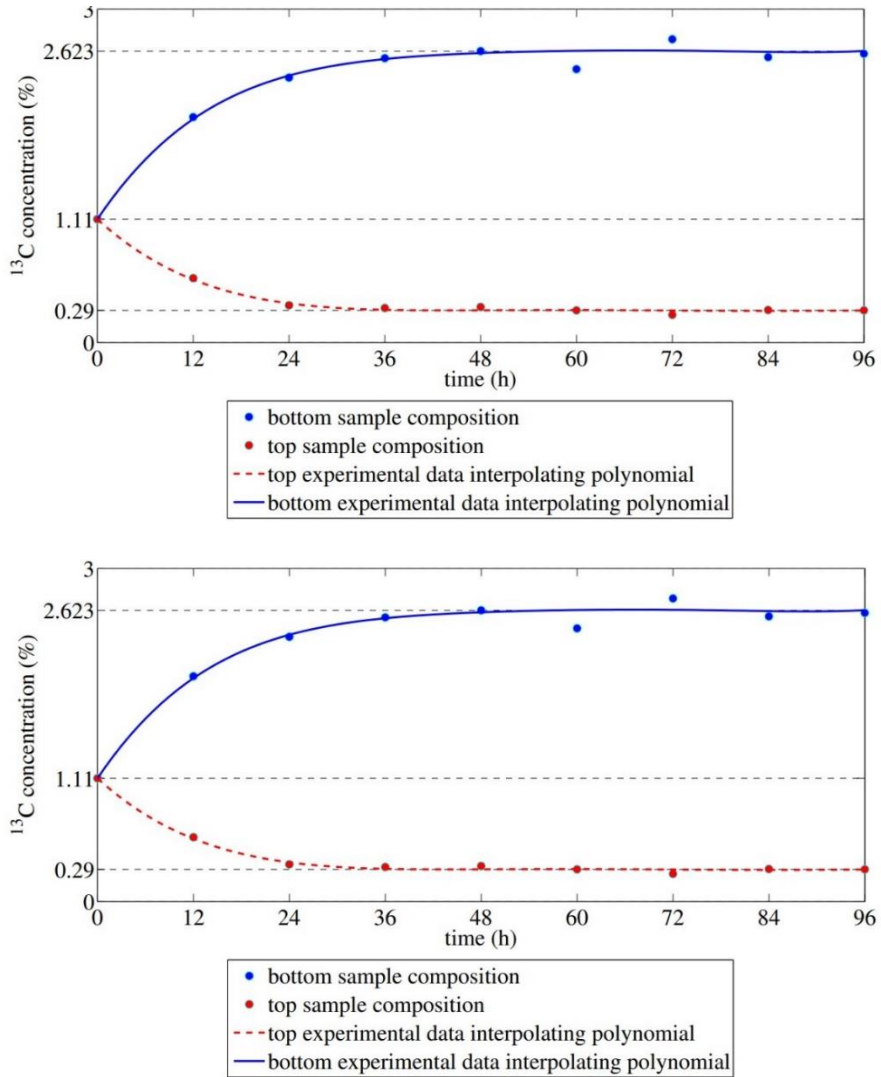 3
2.623
1.11
0.29
0
13C concentration (%)
0 12 24 36 48 60 72 84 96
time (h)
bottom sample composition
top sample composition
top experimental data interpolating polynomial
bottom experimental data interpolating polynomial
3
2.623
1.11
0.29
0
13C concentration (%)
0 12 24 36 48 60 72 84 96
time (h)
bottom sample composition
top sample composition
top experimental data interpolating polynomial
bottom experimental data interpolating polynomial